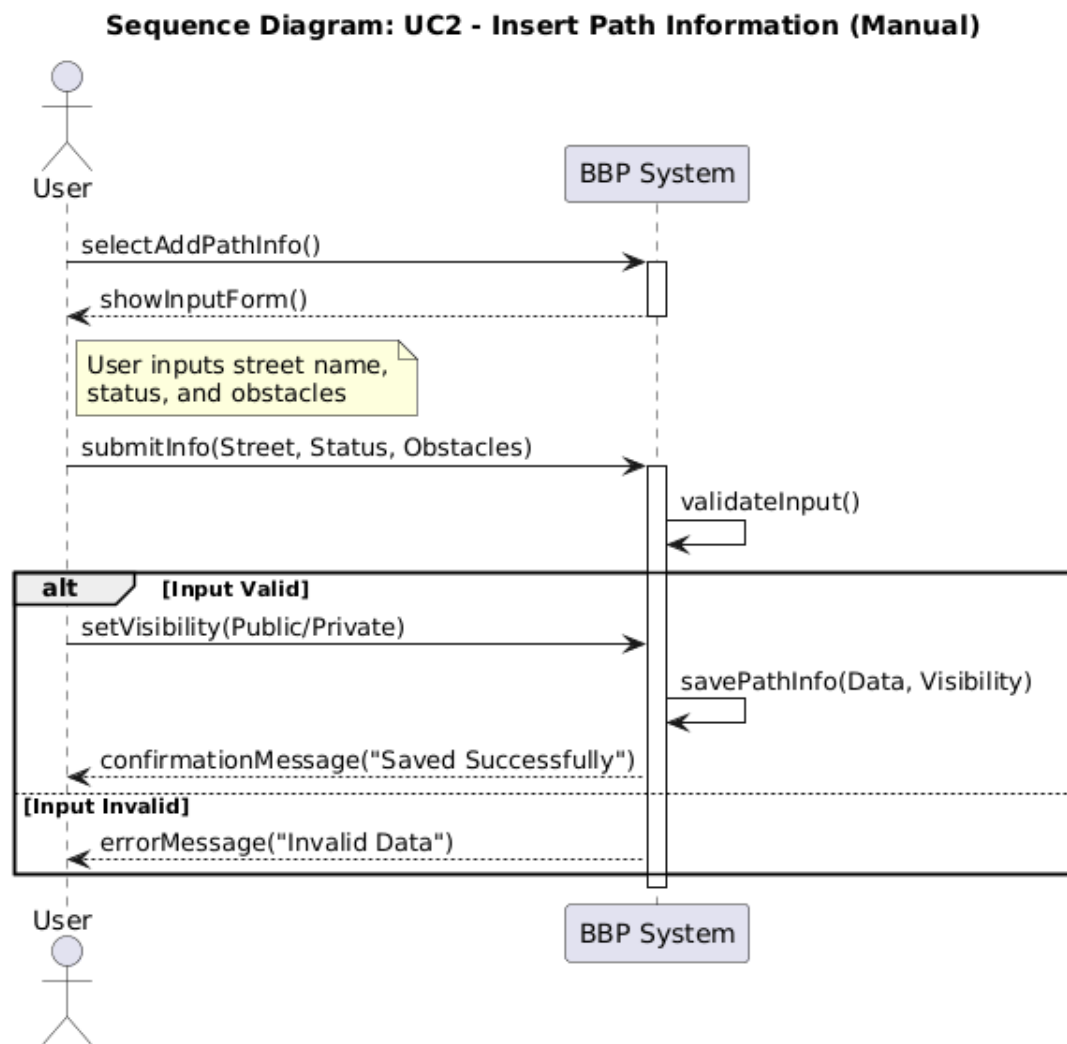 Sequence Diagram: UC2 - Insert Path Information (Manual)
User
BBP System
selectAddPathInfo()
showInputForm()
User inputs street name,
status, and obstacles
submitInfo(Street, Status, Obstacles)
validateInput()
alt
[Input Valid]
setVisibility(Public/Private)
savePathInfo(Data, Visibility)
confirmationMessage("Saved Successfully")
[Input Invalid]
errorMessage("Invalid Data")
User
BBP System